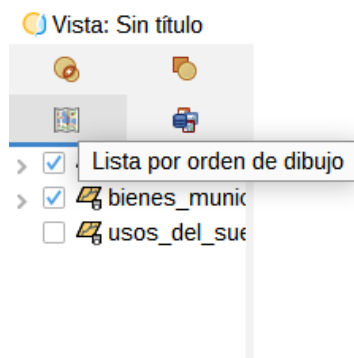 Vista: Sin título
Lista por orden de dibujo
bienes_munic
usos_del_sue